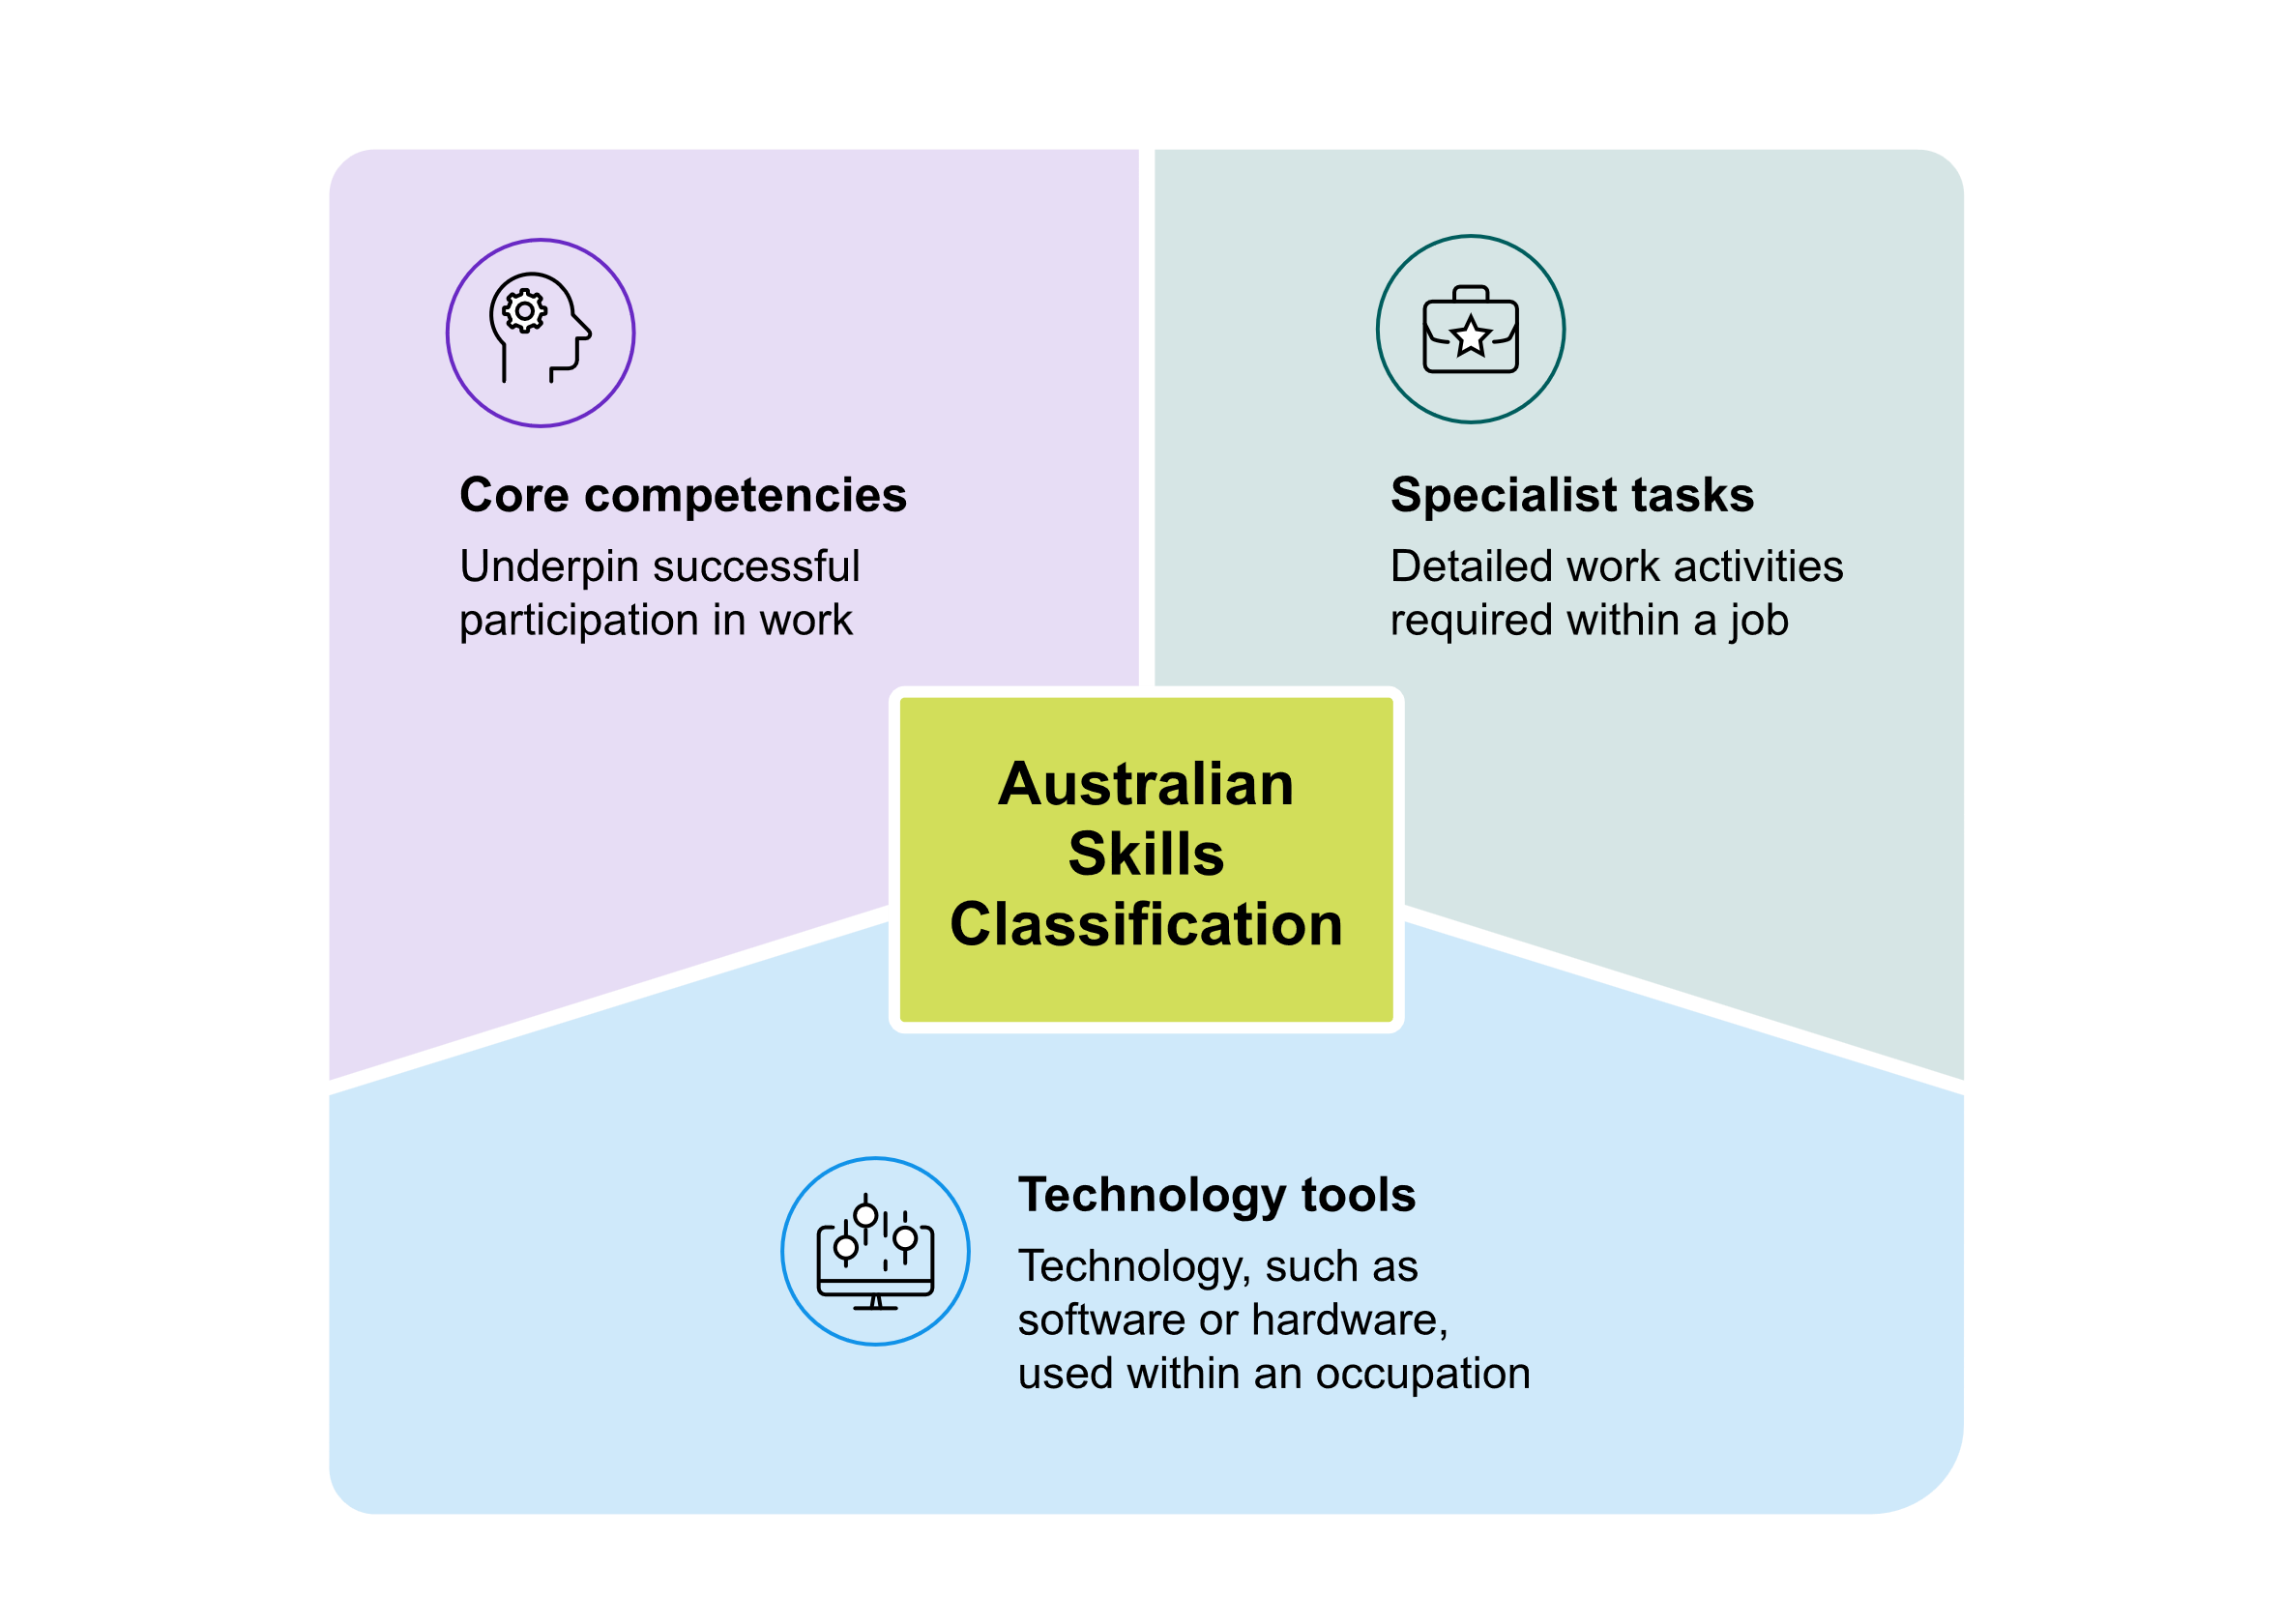 Core competencies
Underpin successful
participation in work
Specialist tasks
Detailed work activities
required within a job
Australian
Skills
Classification
Technology tools
Technology, such as
software or hardware,
used within an occupation